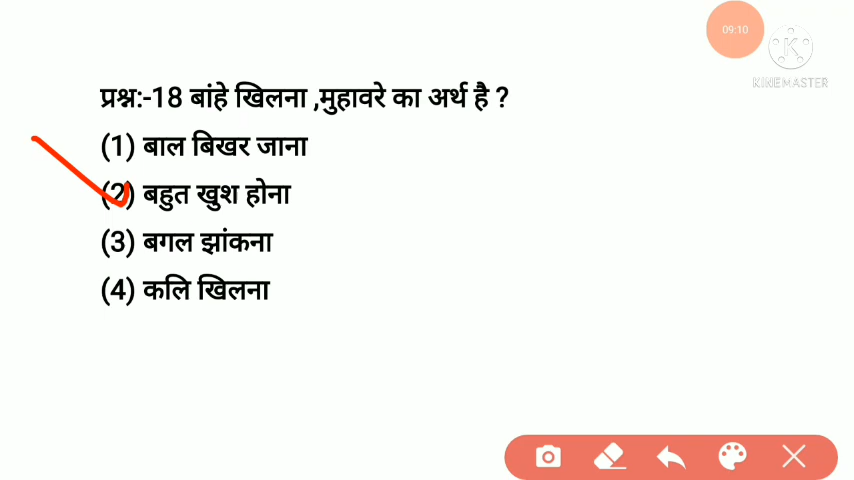 09:10
KINEMASTER
प्रश्न:-18 बांहे खिलना ,मुहावरे का अर्थ है ?
(1) बाल बिखर जाना
(2) बहुत खुश होना
(3) बगल झांकना
(4) कलि खिलना